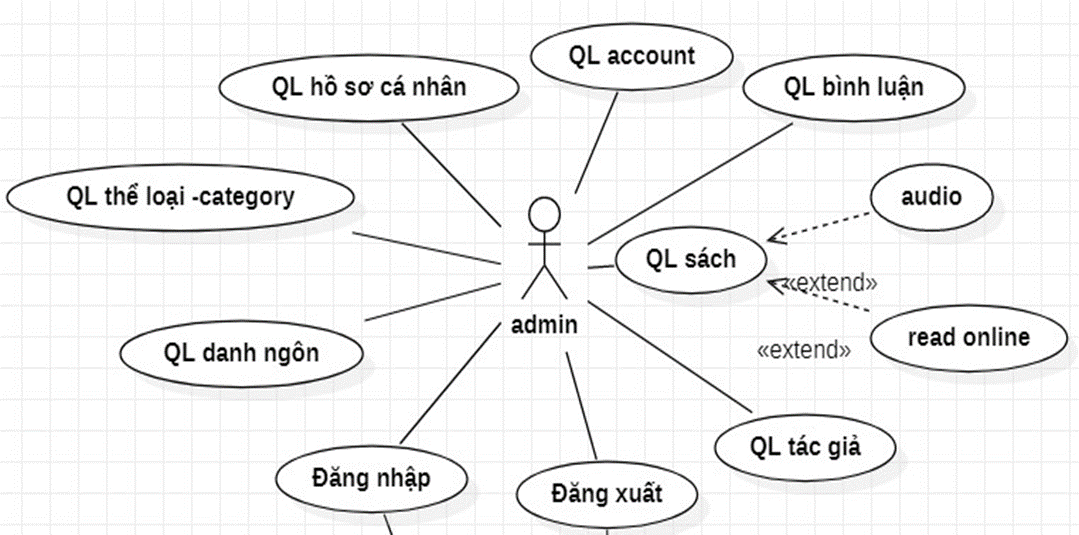 QL account
QL hồ sơ cá nhân
QL bình luận
QL thể loại -category
audio
QL sách
«extend»
admin
read online
QL danh ngôn
«extend»
QL tác giả
Đăng nhập
Đăng xuất